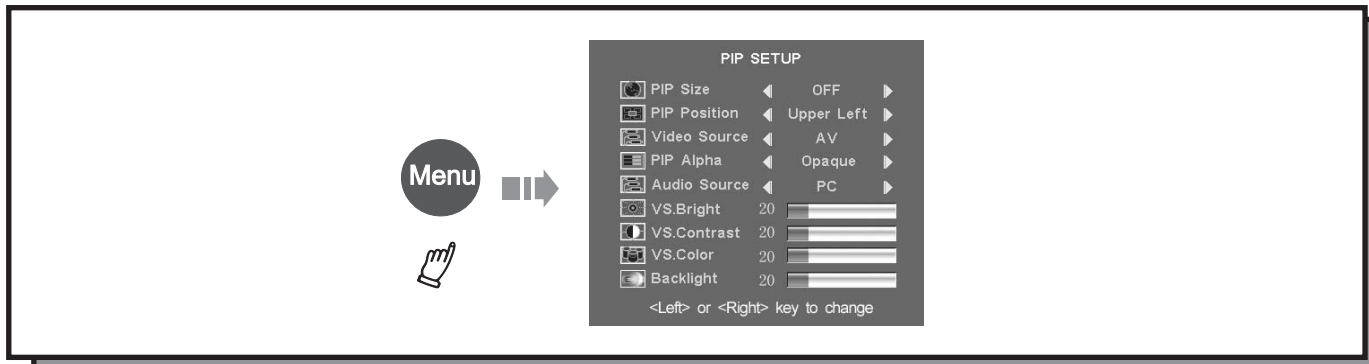 Menu
PIP SETUP
PIP Size OFF
PIP Position Upper Left
Video Source AV
PIP Alpha Opaque
Audio Source PC
VS.Bright 20
VS.Contrast 20
VS.Color 20
Backlight 20
<Left> or <Right> key to change